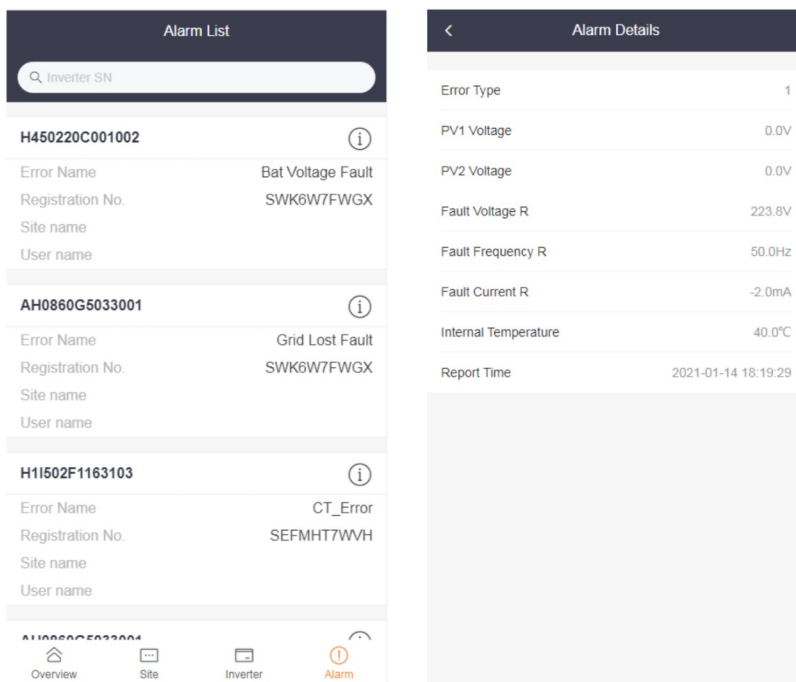 Alarm List
Inverter SN
H450220C001002
Error Name Bat Voltage Fault
Registration No. SWK6W7FWGX
Site name
User name
AH0860G5033001
Error Name Grid Lost Fault
Registration No. SWK6W7FWGX
Site name
User name
H1I502F1163103
Error Name CT_Error
Registration No. SEFMHT7WVH
Site name
User name
Overview Site Inverter Alarm
Alarm Details
Error Type 1
PV1 Voltage 0.0V
PV2 Voltage 0.0V
Fault Voltage R 223.8V
Fault Frequency R 50.0Hz
Fault Current R -2.0mA
Internal Temperature 40.0℃
Report Time 2021-01-14 18:19:29